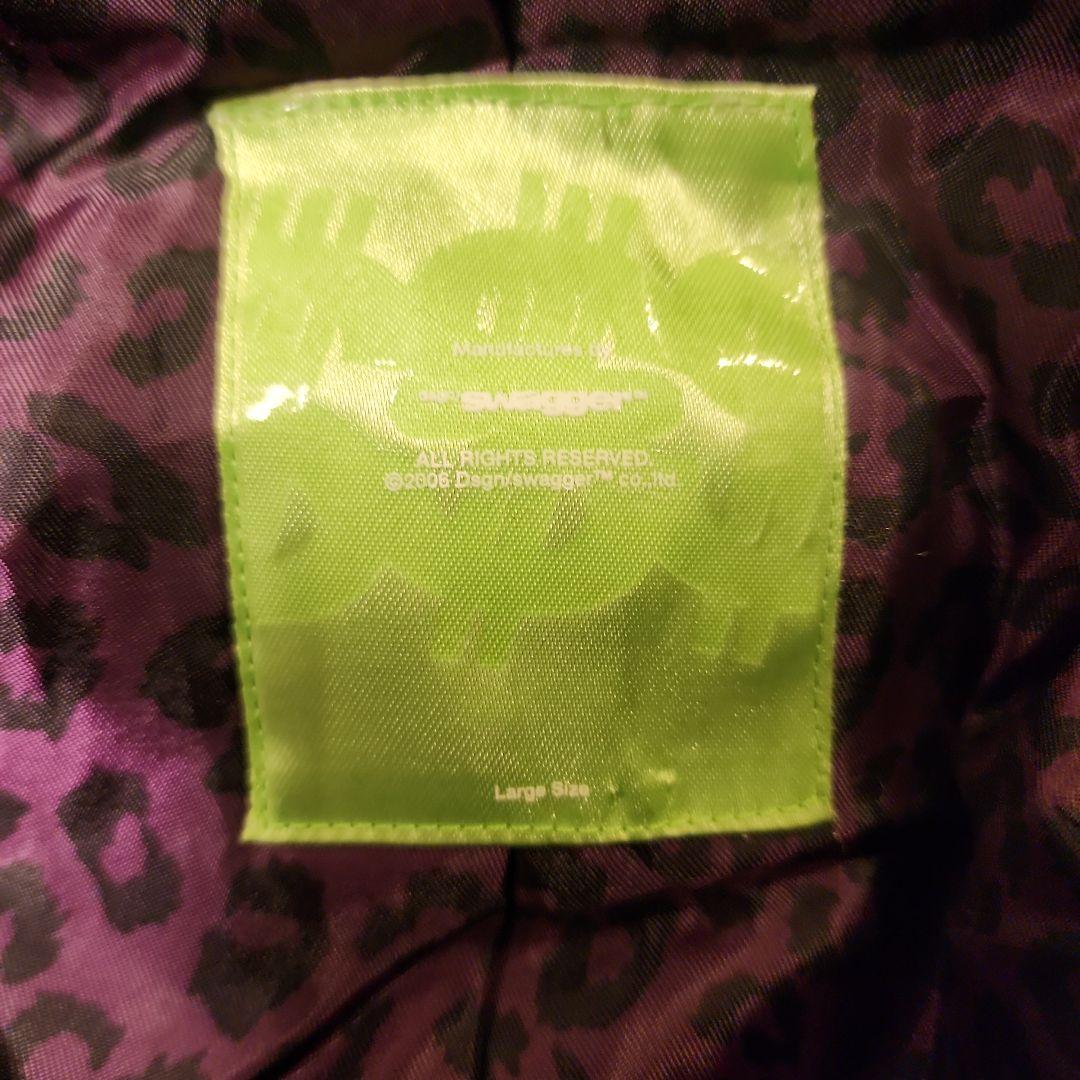 Manufactures by
swagger
ALL RIGHTS RESERVED.
©2006 Dsgn/swagger™ co.,ltd.
Large Size